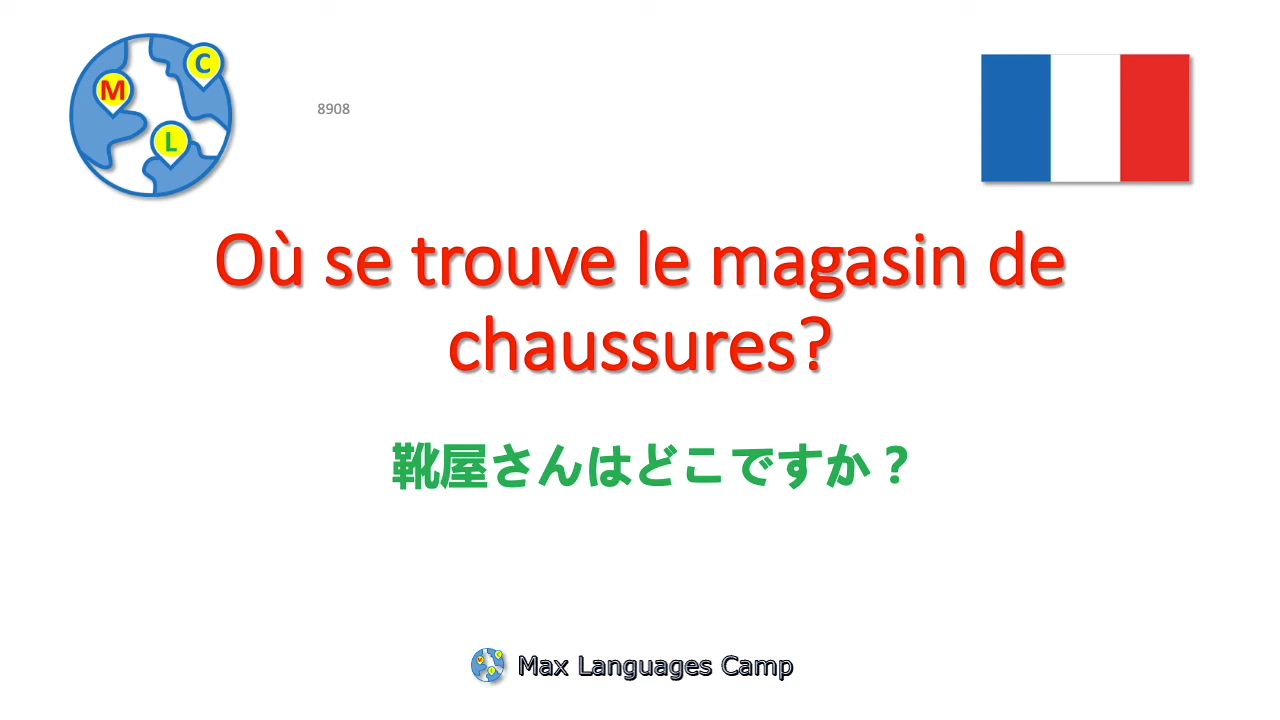 M
C
L
8908
Où se trouve le magasin de
chaussures?
靴屋さんはどこですか？
Max Languages Camp